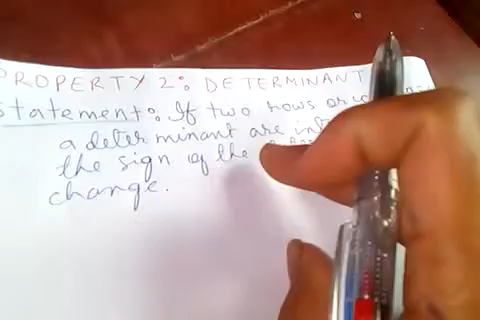 PROPERTY 2: DETERMINANT
Statement: If two rows or
a determinant are
the sign of the
change.